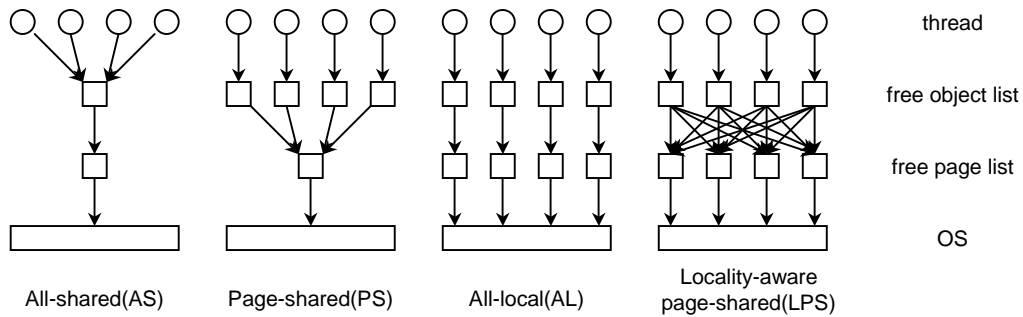 thread
free object list
free page list
OS
All-shared(AS)
Page-shared(PS)
All-local(AL)
Locality-aware
page-shared(LPS)